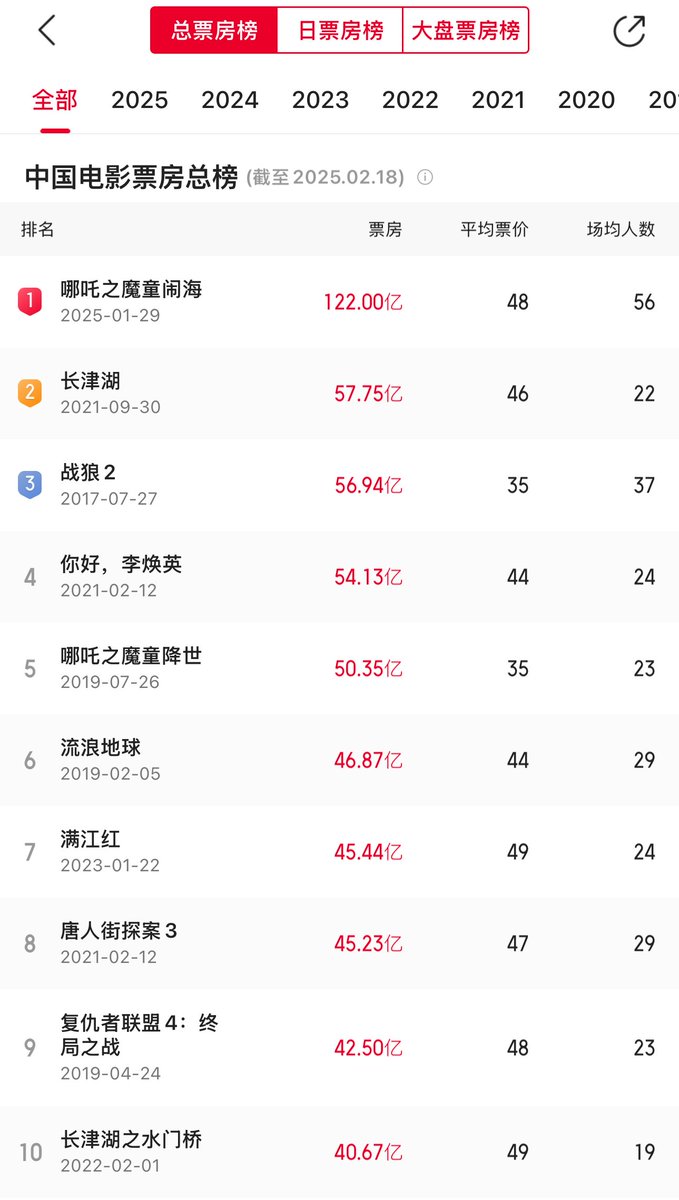 总票房榜 日票房榜 大盘票房榜
全部 2025 2024 2023 2022 2021 2020 20
中国电影票房总榜 (截至2025.02.18)
排名 票房 平均票价 场均人数
1 哪吒之魔童闹海 122.00亿 48 56
2025-01-29
2 长津湖 57.75亿 46 22
2021-09-30
3 战狼2 56.94亿 35 37
2017-07-27
4 你好，李焕英 54.13亿 44 24
2021-02-12
5 哪吒之魔童降世 50.35亿 35 23
2019-07-26
6 流浪地球 46.87亿 44 29
2019-02-05
7 满江红 45.44亿 49 24
2023-01-22
8 唐人街探案3 45.23亿 47 29
2021-02-12
复仇者联盟4：终
9 局之战 42.50亿 48 23
2019-04-24
10 长津湖之水门桥 40.67亿 49 19
2022-02-01